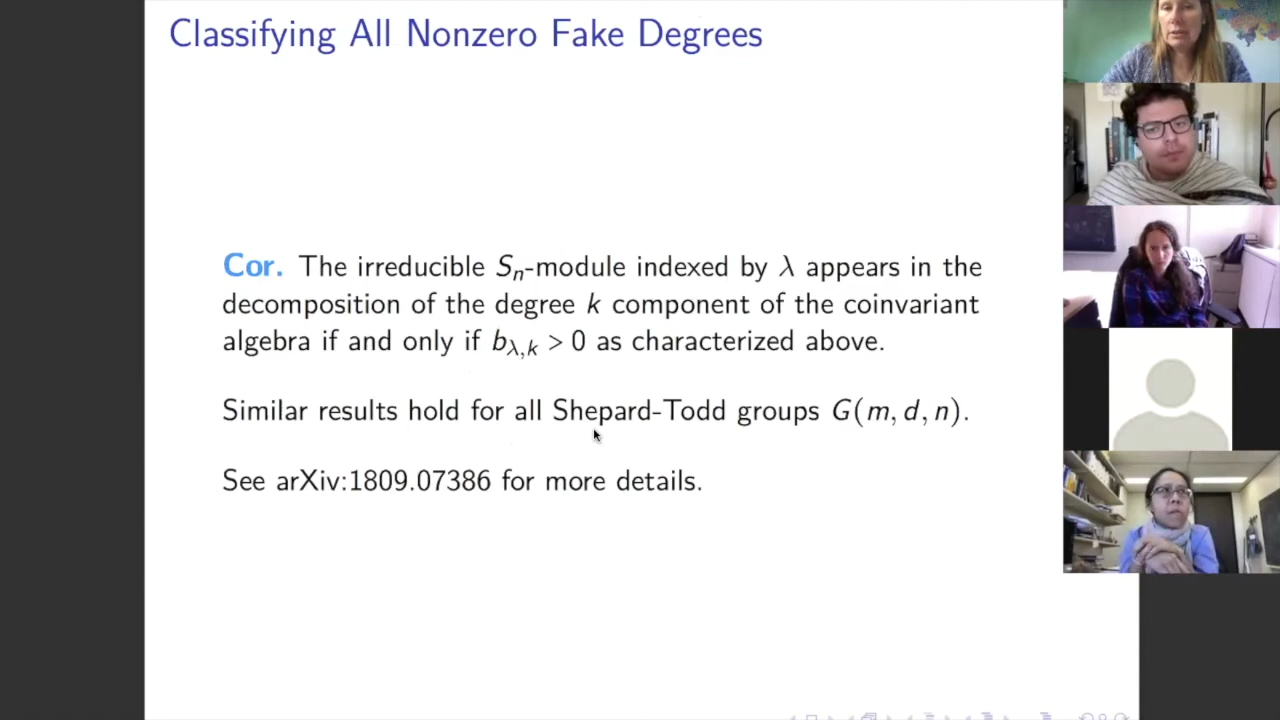 Classifying All Nonzero Fake Degrees
Cor. The irreducible Sₙ-module indexed by λ appears in the
decomposition of the degree k component of the coinvariant
algebra if and only if b_{λ,k} > 0 as characterized above.
Similar results hold for all Shepard-Todd groups G(m, d, n).
See arXiv:1809.07386 for more details.